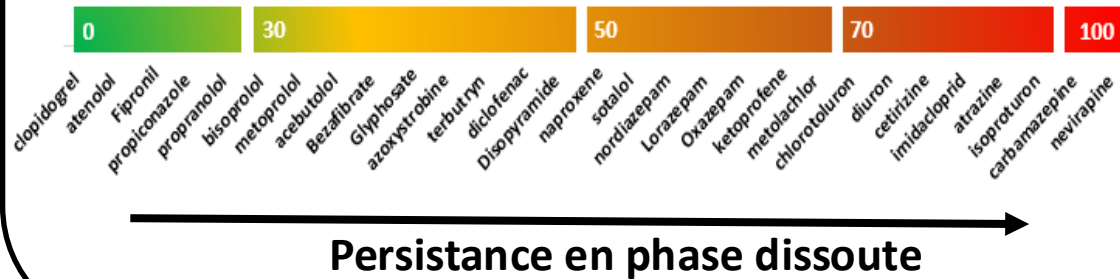 0 30 50 70 100
clopidogrel
atenolol
Fipronil
propiconazole
propranolol
bisoprolol
metoprolol
acebutolol
Bezafibrate
Glyphosate
azoxystrobine
terbutryn
diclofenac
Disopyramide
naproxene
sotalol
nordiazepam
Lorazepam
Oxazepam
ketoprofene
metolachlor
chlorotoluron
diuron
cetirizine
imidacloprid
atrazine
isoproturon
carbamazepine
nevirapine
Persistance en phase dissoute